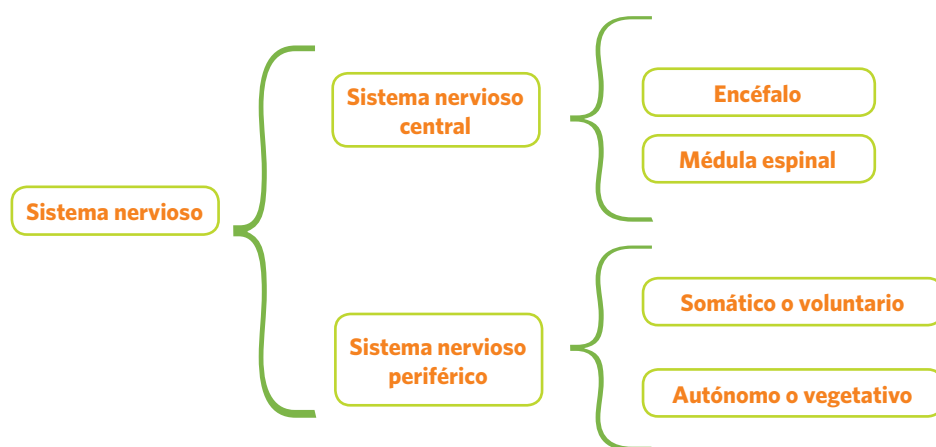 Sistema nervioso
Sistema nervioso
central
Encéfalo
Médula espinal
Sistema nervioso
periférico
Somático o voluntario
Autónomo o vegetativo